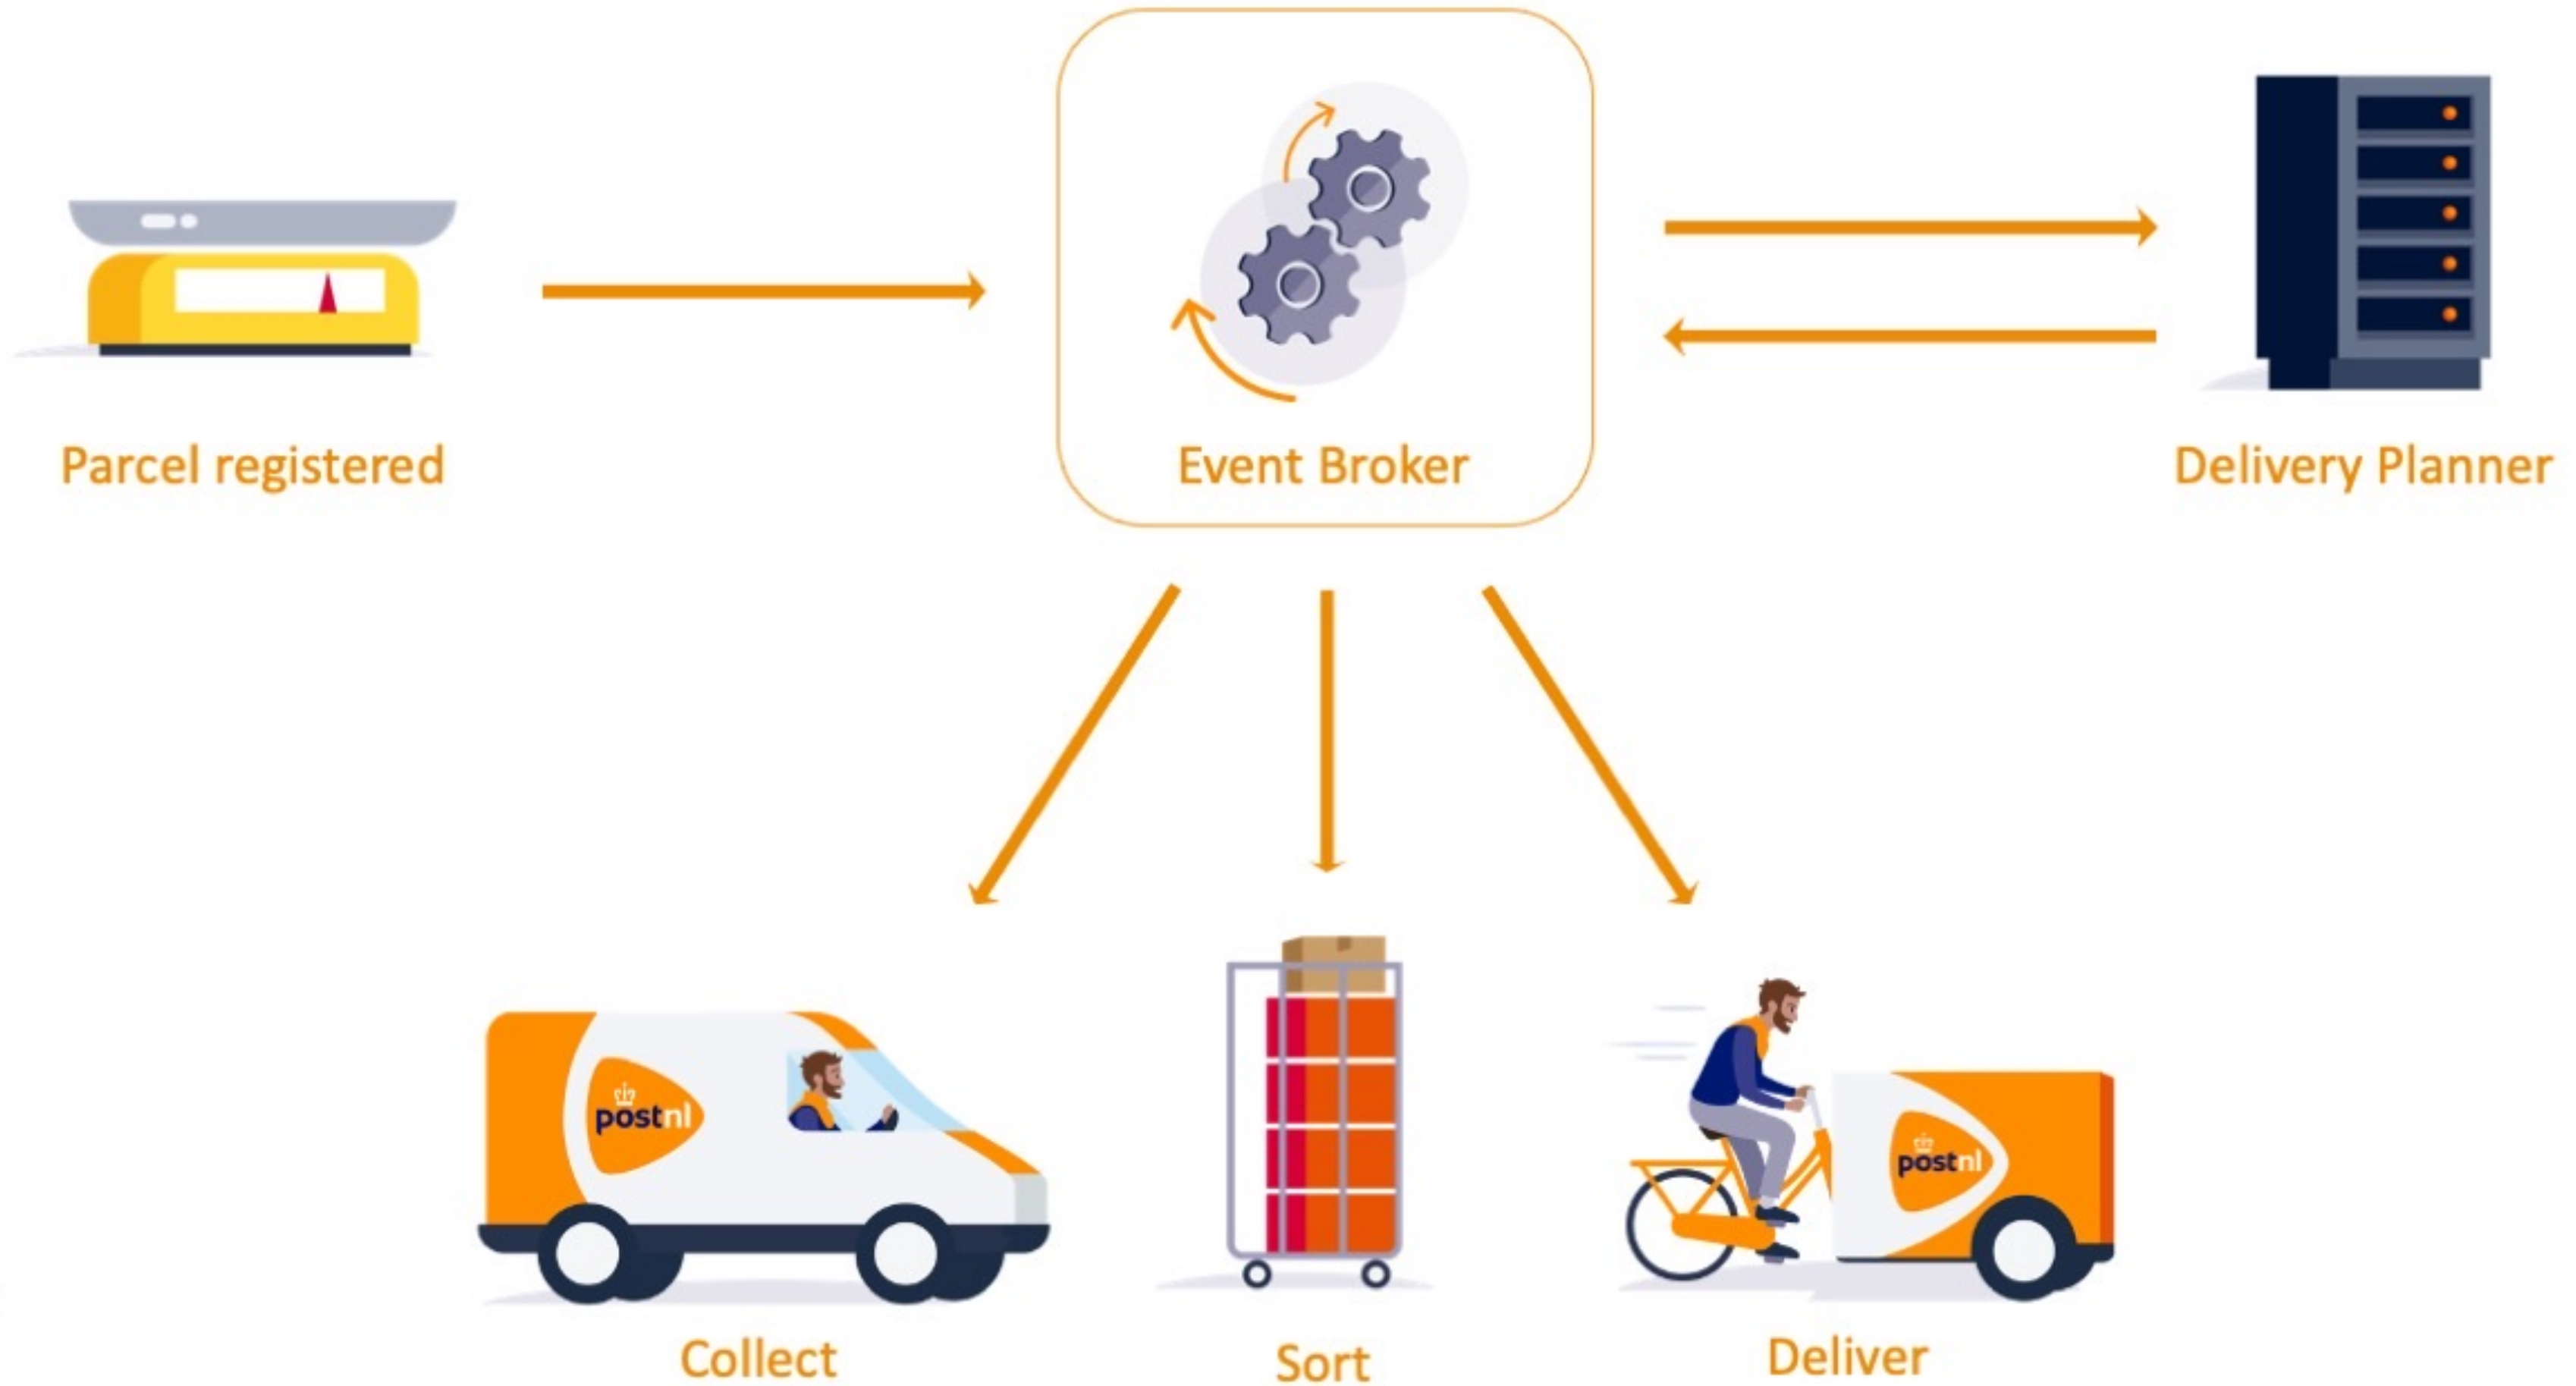 Parcel registered
Event Broker
Delivery Planner
postnl
postnl
Collect
Sort
Deliver